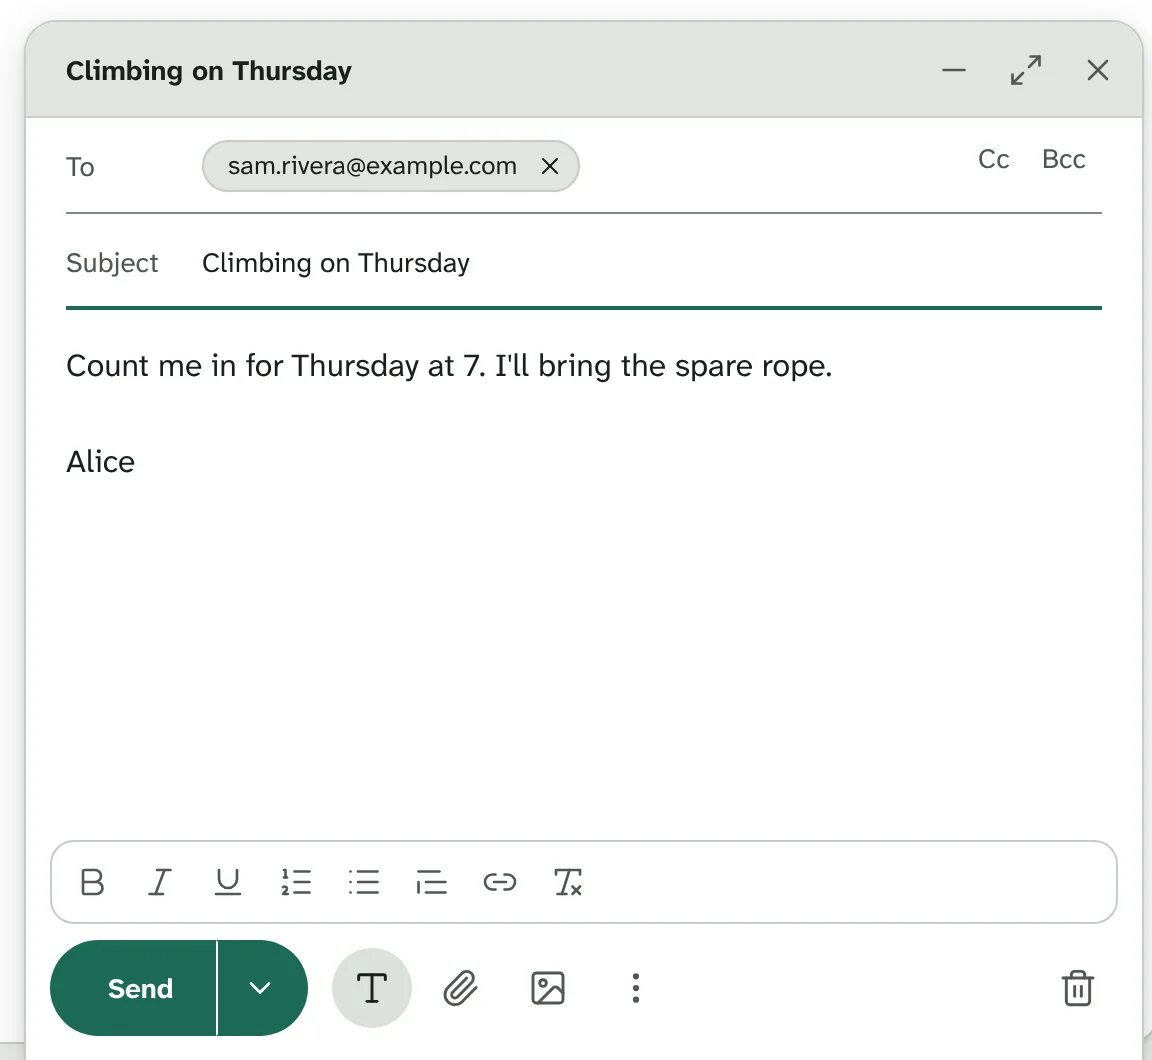 Climbing on Thursday
To sam.rivera@example.com Cc Bcc
Subject Climbing on Thursday
Count me in for Thursday at 7. I'll bring the spare rope.
Alice
Send